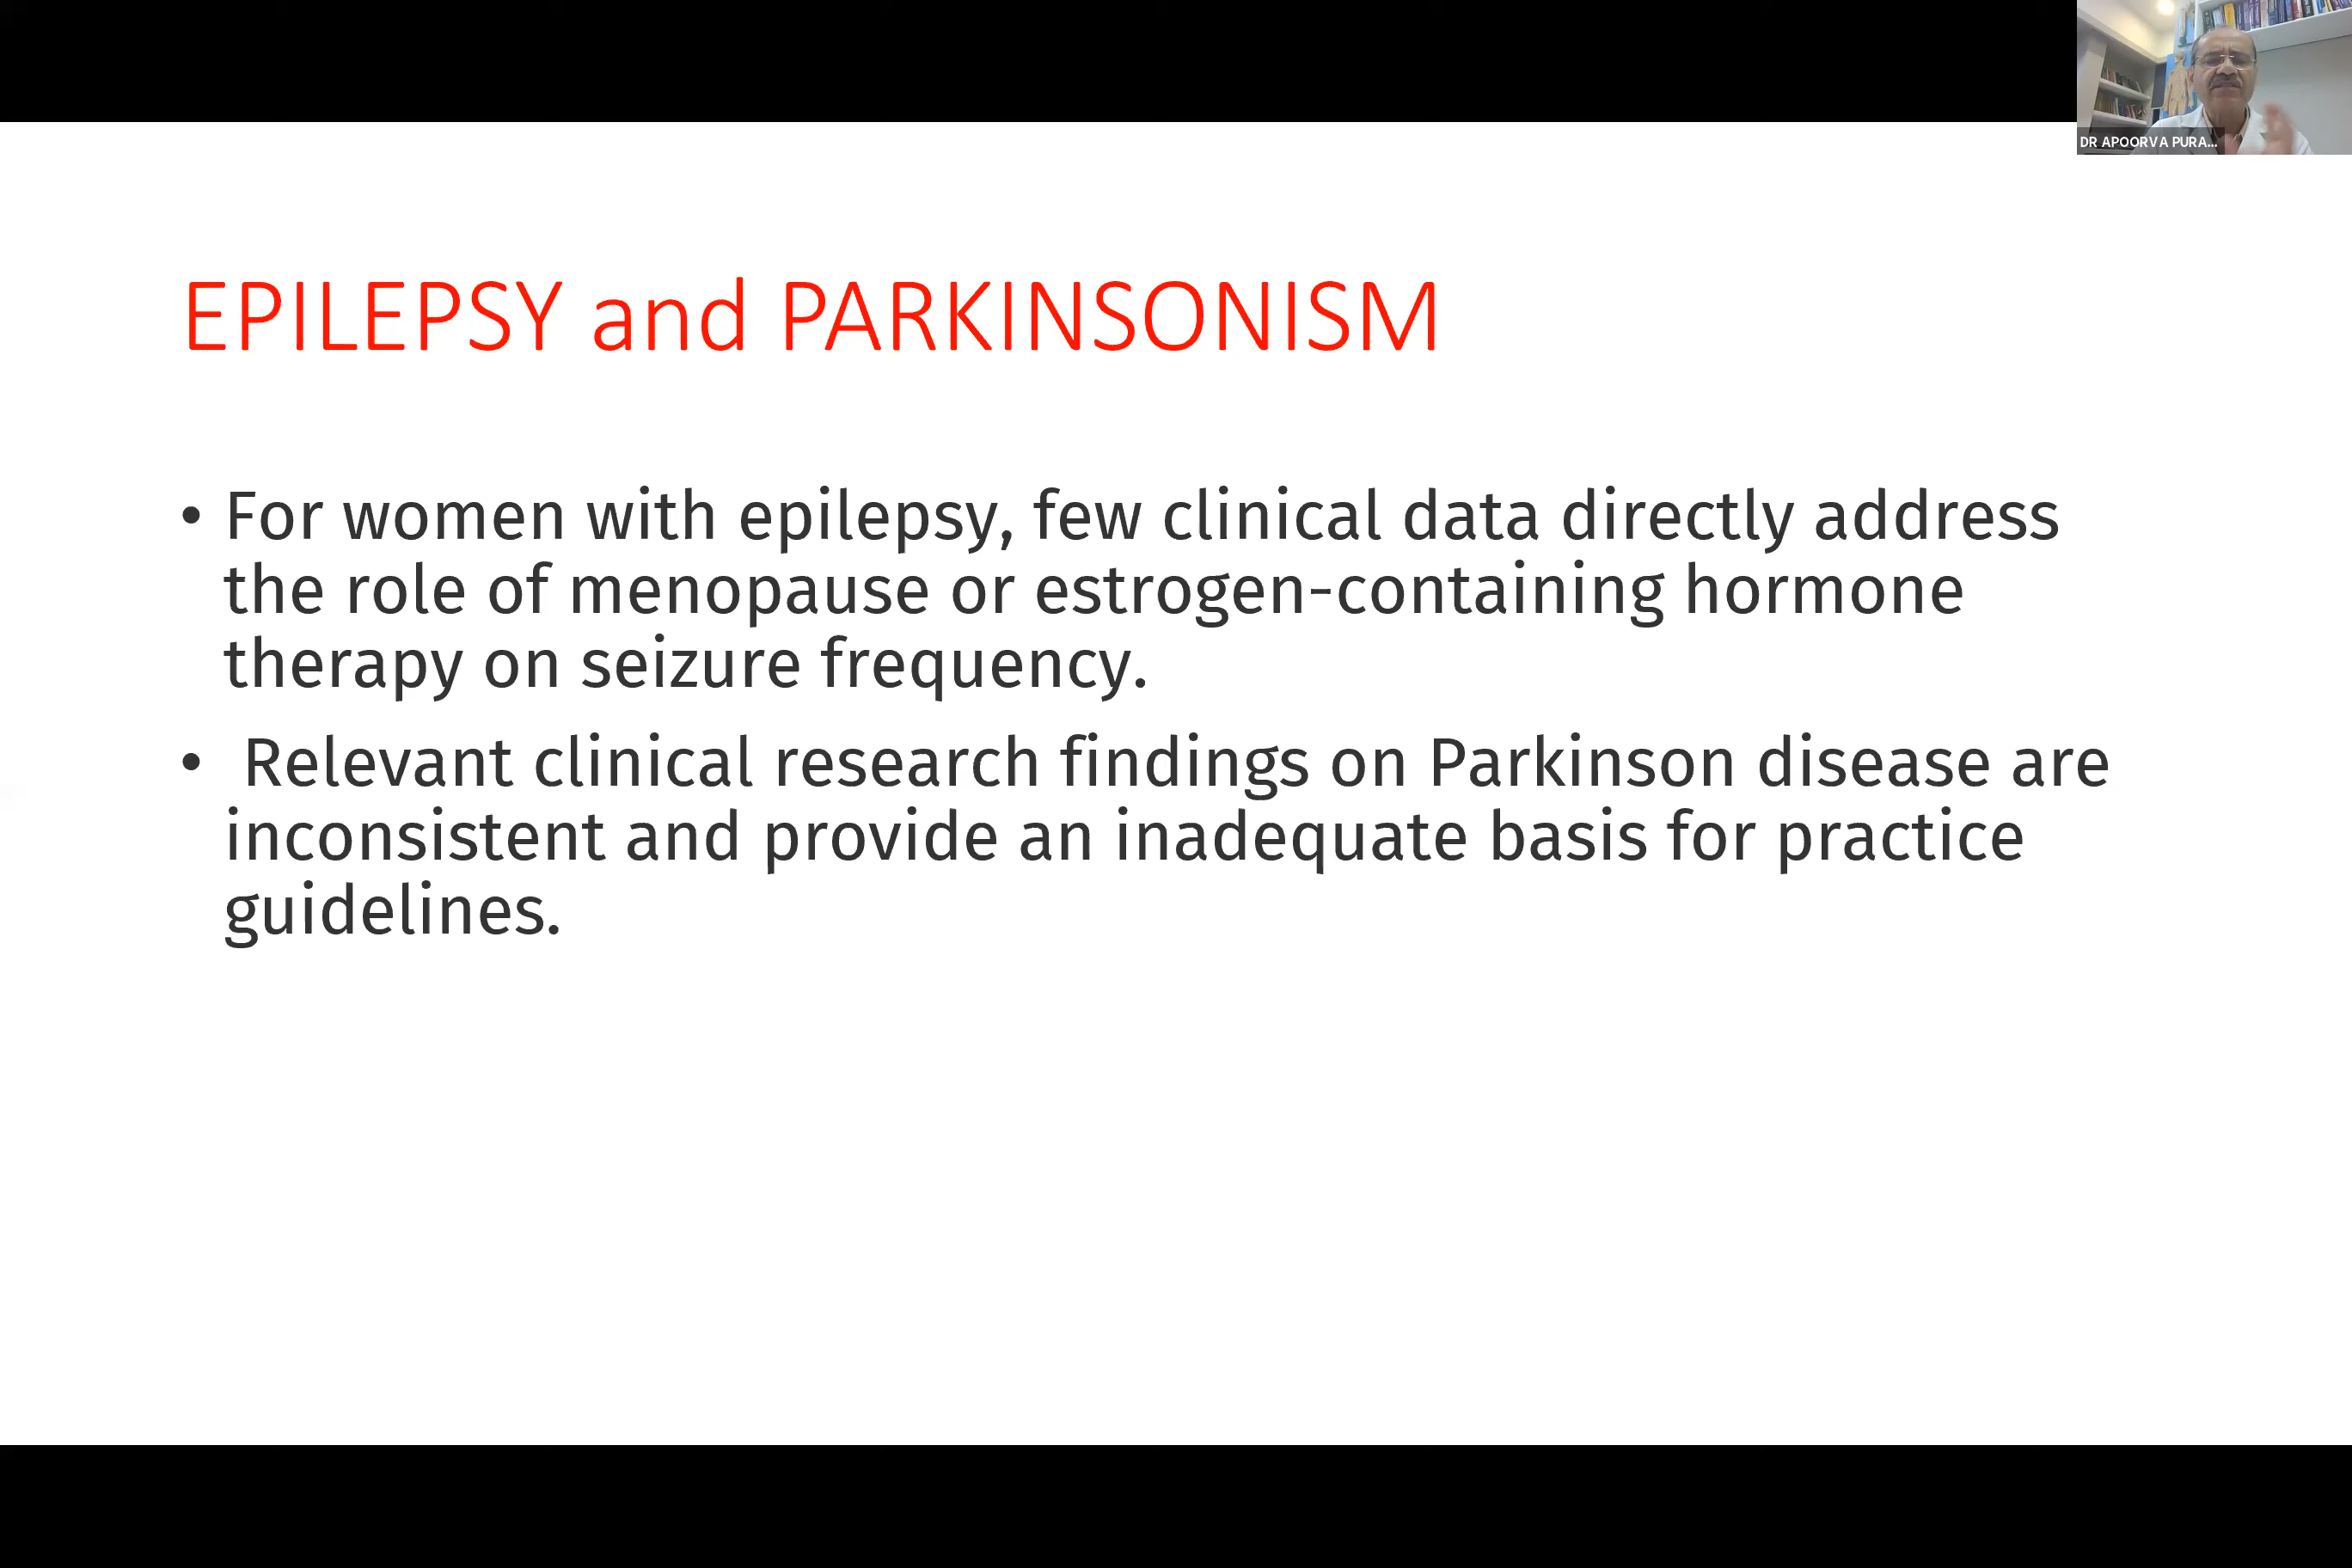 DR APOORVA PURA...
EPILEPSY and PARKINSONISM
• For women with epilepsy, few clinical data directly address
the role of menopause or estrogen-containing hormone
therapy on seizure frequency.
• Relevant clinical research findings on Parkinson disease are
inconsistent and provide an inadequate basis for practice
guidelines.